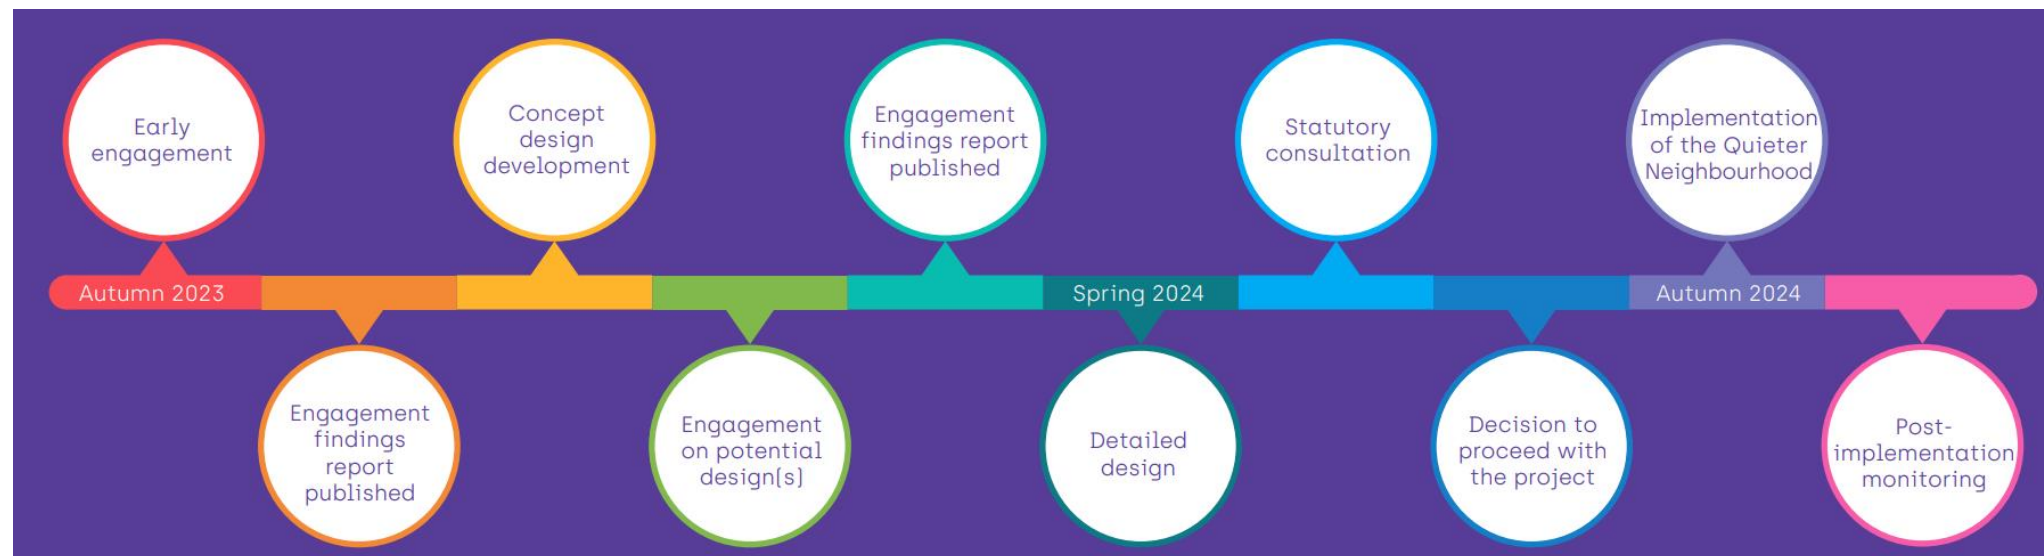 Early
engagement
Concept
design
development
Engagement
findings report
published
Statutory
consultation
Implementation
of the Quieter
Neighbourhood
Autumn 2023
Spring 2024
Autumn 2024
Engagement
findings
report
published
Engagement
on potential
design(s)
Detailed
design
Decision to
proceed with
the project
Post-
implementation
monitoring